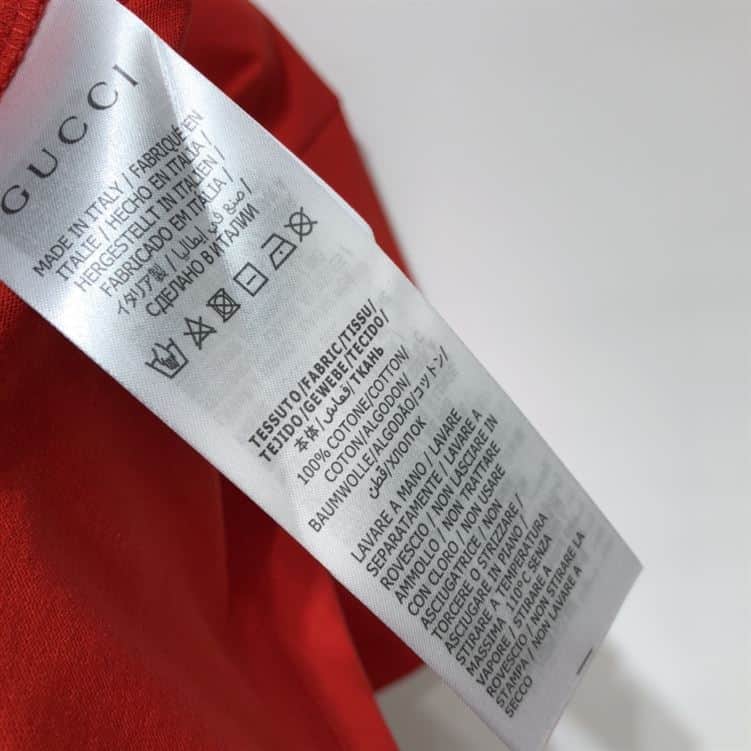 GUCCI
MADE IN ITALY / FABRIQUÉ EN
ITALIE / HECHO EN ITALIA /
HERGESTELLT IN ITALIEN /
FABRICADO EM ITÁLIA /
イタリア製 / صنع في ايطاليا /
СДЕЛАНО В ИТАЛИИ
TESSUTO/FABRIC/TISSU/
TEJIDO/GEWEBE/TECIDO/
本体/قماش/ТКАНЬ
100% COTONE/COTTON/
COTON/ALGODON/
BAUMWOLLE/ALGODÃO/コットン/
قطن/ХЛОПОК
LAVARE A MANO / LAVARE
SEPARATAMENTE / LAVARE A
ROVESCIO / NON LASCIARE IN
AMMOLLO / NON TRATTARE
CON CLORO / NON USARE
ASCIUGATRICE / NON
TORCERE O STRIZZARE /
ASCIUGARE IN PIANO /
STIRARE A TEMPERATURA
MASSIMA 110°C SENZA
VAPORE / STIRARE A
ROVESCIO / NON STIRARE LA
STAMPA / NON LAVARE A
SECCO